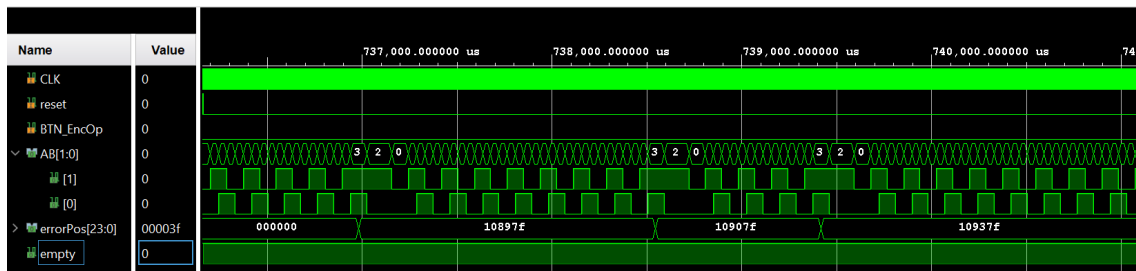 Name Value
737,000.000000 us 738,000.000000 us 739,000.000000 us 740,000.000000 us 74
CLK 0
reset 0
BTN_EncOp 0
AB[1:0] 0 3 2 0 3 2 0 3 2 0
[1] 0
[0] 0
errorPos[23:0] 00003f 000000 10897f 10907f 10937f
empty 0